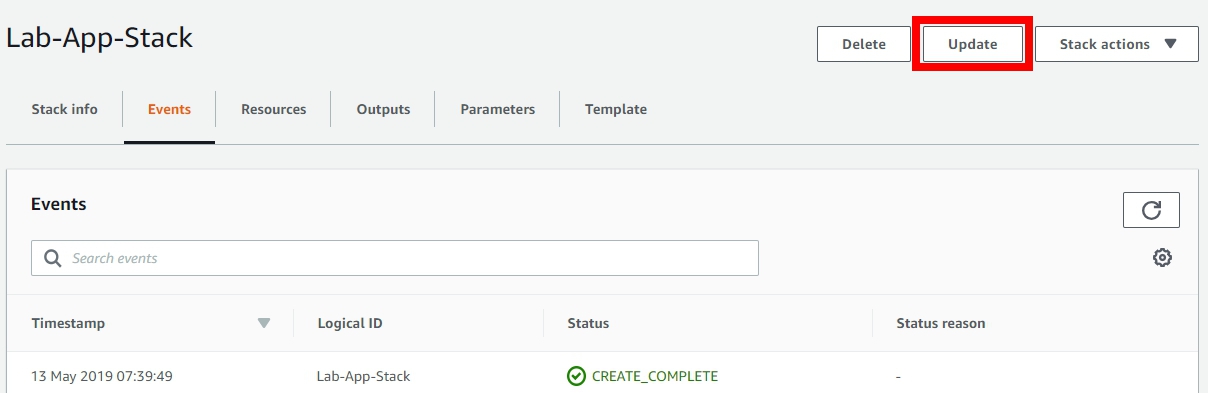 Lab-App-Stack
Delete Update Stack actions
Stack info Events Resources Outputs Parameters Template
Events
Search events
Timestamp Logical ID Status Status reason
13 May 2019 07:39:49 Lab-App-Stack CREATE_COMPLETE -